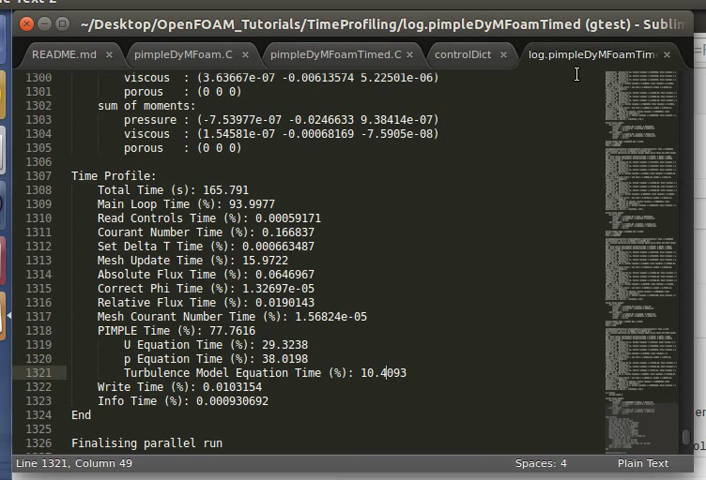 ~/Desktop/OpenFOAM_Tutorials/TimeProfiling/log.pimpleDyMFoamTimed (gtest) - Sublim
README.md × pimpleDyMFoam.C × pimpleDyMFoamTimed.C × controlDict × log.pimpleDyMFoamTim ×
1300 viscous : (3.63667e-07 -0.00613574 5.22501e-06)
1301 porous : (0 0 0)
1302 sum of moments:
1303 pressure : (-7.53977e-07 -0.0246633 9.38414e-07)
1304 viscous : (1.54581e-07 -0.00068169 -7.5905e-08)
1305 porous : (0 0 0)
1306
1307 Time Profile:
1308 Total Time (s): 165.791
1309 Main Loop Time (%): 93.9977
1310 Read Controls Time (%): 0.00059171
1311 Courant Number Time (%): 0.166837
1312 Set Delta T Time (%): 0.000663487
1313 Mesh Update Time (%): 15.9722
1314 Absolute Flux Time (%): 0.0646967
1315 Correct Phi Time (%): 1.32697e-05
1316 Relative Flux Time (%): 0.0190143
1317 Mesh Courant Number Time (%): 1.56824e-05
1318 PIMPLE Time (%): 77.7616
1319 U Equation Time (%): 29.3238
1320 p Equation Time (%): 38.0198
1321 Turbulence Model Equation Time (%): 10.4093
1322 Write Time (%): 0.0103154
1323 Info Time (%): 0.000930692
1324 End
1325
1326 Finalising parallel run
Line 1321, Column 49 Spaces: 4 Plain Text